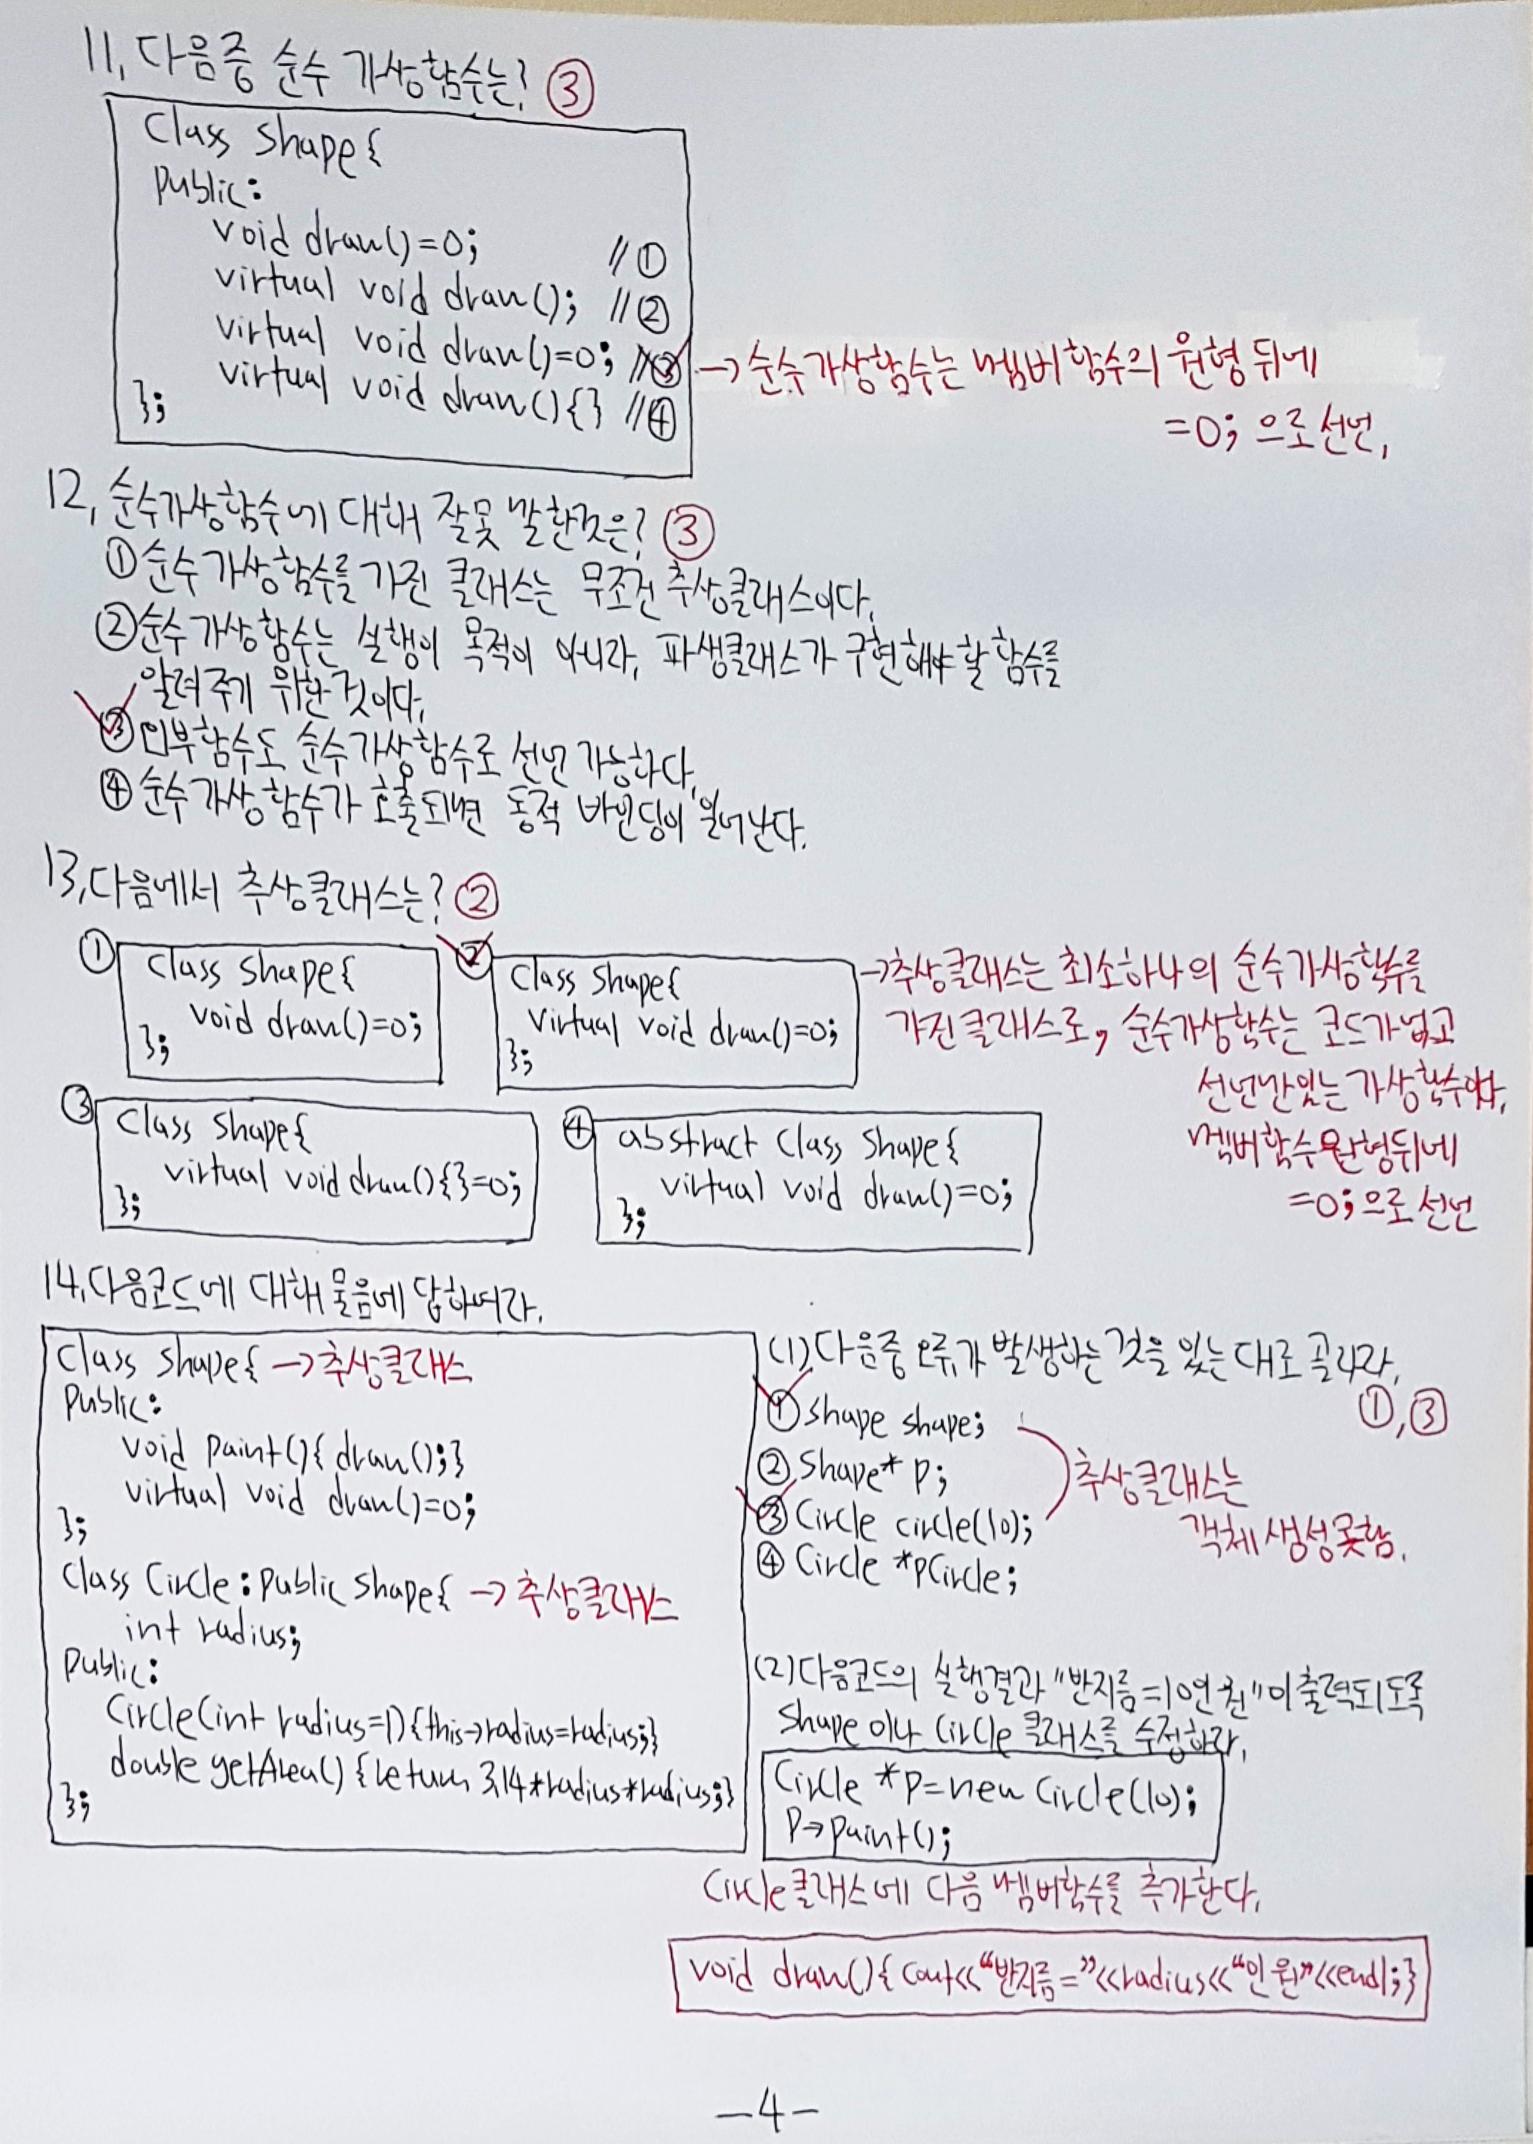 11. 다음중 순수 가상함수는? ③
Class Shape{
Public:
void draw()=0; //①
virtual void draw(); //②
virtual void draw()=0; //③ → 순수가상함수는 멤버함수의 원형 뒤에
virtual void draw(){} //④ =0; 으로 선언.
};
12. 순수가상함수에 대해 잘못 말한것은? ③
① 순수가상함수를 가진 클래스는 무조건 추상클래스이다.
② 순수가상함수는 실행이 목적이 아니라, 파생클래스가 구현해야 할 함수를
알려주기 위한 것이다.
③ 외부함수도 순수가상함수로 선언 가능하다.
④ 순수가상함수가 호출되면 동적 바인딩이 일어난다.
13. 다음에서 추상클래스는? ②
① Class Shape{
void draw()=0;
};
② Class Shape{
virtual void draw()=0;
};
→추상클래스는 최소하나의 순수가상함수를
가진클래스로, 순수가상함수는 코드가없고
선언만있는 가상함수이다.
멤버함수원형뒤에
=0;으로 선언
③ Class Shape{
virtual void draw(){}=0;
};
④ abstract Class Shape{
virtual void draw()=0;
};
14. 다음코드에 대해 물음에 답하여라.
Class Shape{ →추상클래스
Public:
void paint(){ draw();}
virtual void draw()=0;
};
Class Circle:public Shape{ →추상클래스
int radius;
Public:
Circle(int radius=1){this->radius=radius;}
double getArea() {return 3.14*radius*radius;}
};
(1) 다음중 오류가 발생하는 것을 있는대로 골라라.
①,③
① Shape shape;
② Shape* p;
③ Circle circle(10);
④ Circle *pCircle;
추상클래스는
객체생성못함.
(2) 다음코드의 실행결과 "반지름=10인 원"이 출력되도록
Shape 이나 Circle 클래스를 수정하라.
Circle *p=new Circle(10);
P->paint();
Circle클래스에 다음 멤버함수를 추가한다.
void draw(){cout<<"반지름="<<radius<<"인 원"<<endl;}
-4-